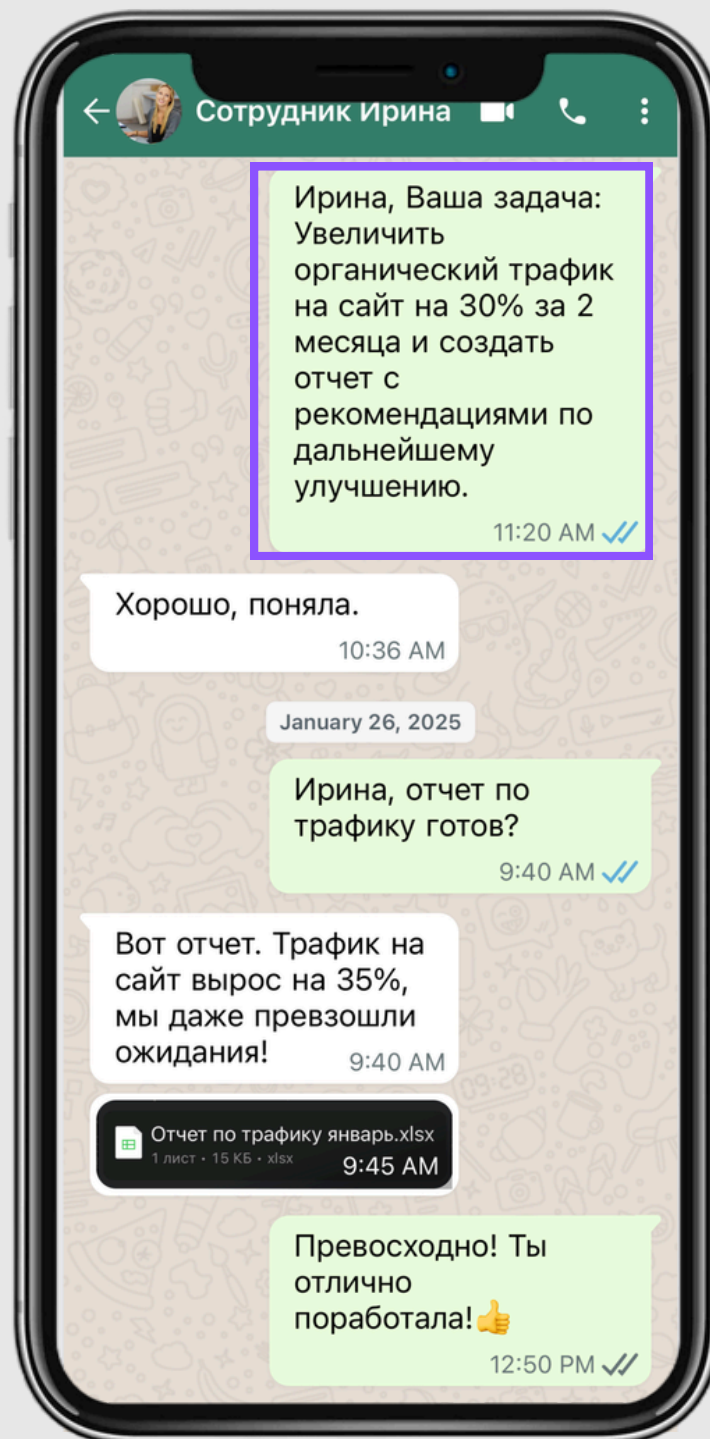 Сотрудник Ирина
Ирина, Ваша задача:
Увеличить
органический трафик
на сайт на 30% за 2
месяца и создать
отчет с
рекомендациями по
дальнейшему
улучшению.
11:20 AM
Хорошо, поняла.
10:36 AM
January 26, 2025
Ирина, отчет по
трафику готов?
9:40 AM
Вот отчет. Трафик на
сайт вырос на 35%,
мы даже превзошли
ожидания!
9:40 AM
Отчет по трафику январь.xlsx
1 лист • 15 КБ • xlsx
9:45 AM
Превосходно! Ты
отлично
поработала!👍
12:50 PM